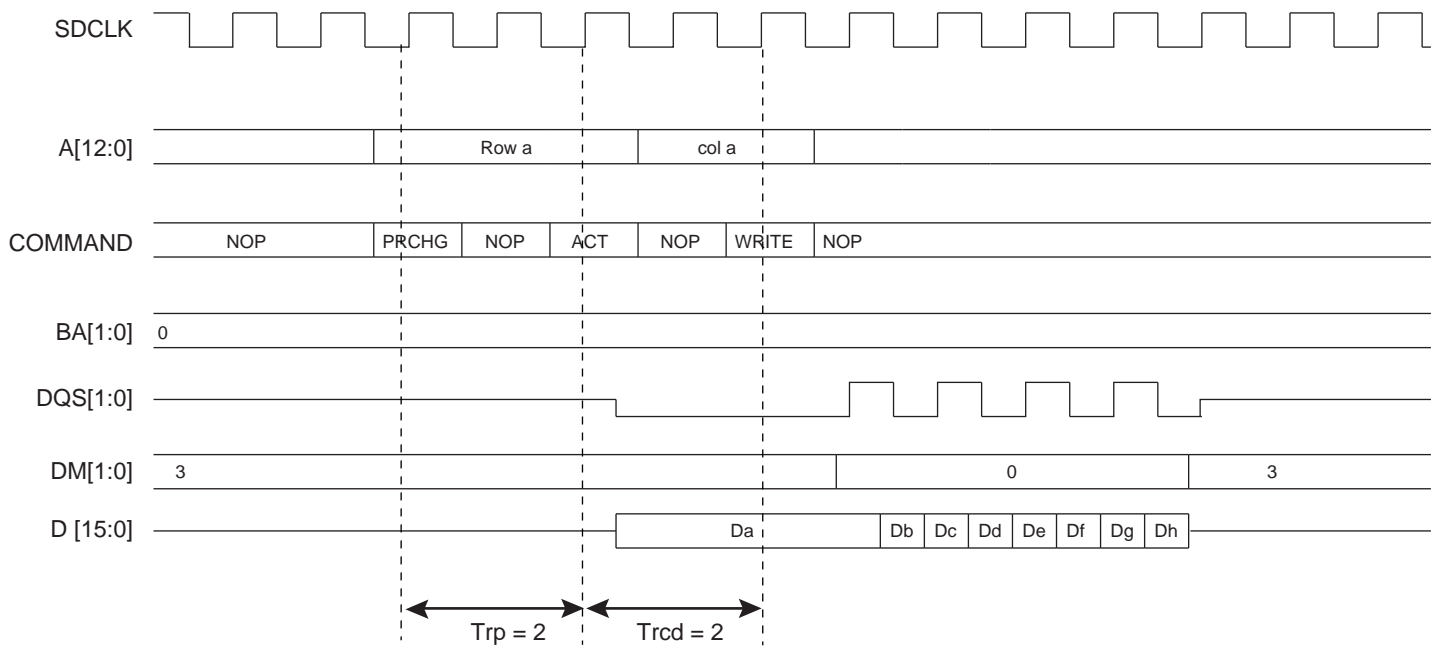 SDCLK
A[12:0] Row a col a
COMMAND NOP PRCHG NOP ACT NOP WRITE NOP
BA[1:0] 0
DQS[1:0]
DM[1:0] 3 0 3
D [15:0] Da Db Dc Dd De Df Dg Dh
Trp = 2 Trcd = 2